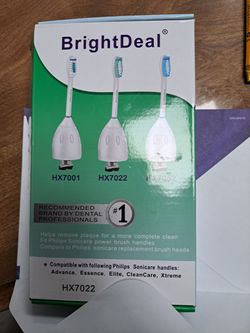 BrightDeal®
HX7001 HX7022
RECOMMENDED
BRAND BY DENTAL
PROFESSIONALS
#1
Helps remove plaque for a more complete clean
Fit Philips Sonicare power brush handles
Compare to Philips sonicare replacement brush heads
Compatible with following Philips Sonicare handles:
Advance, Essence, Elite, CleanCare, Xtreme
HX7022